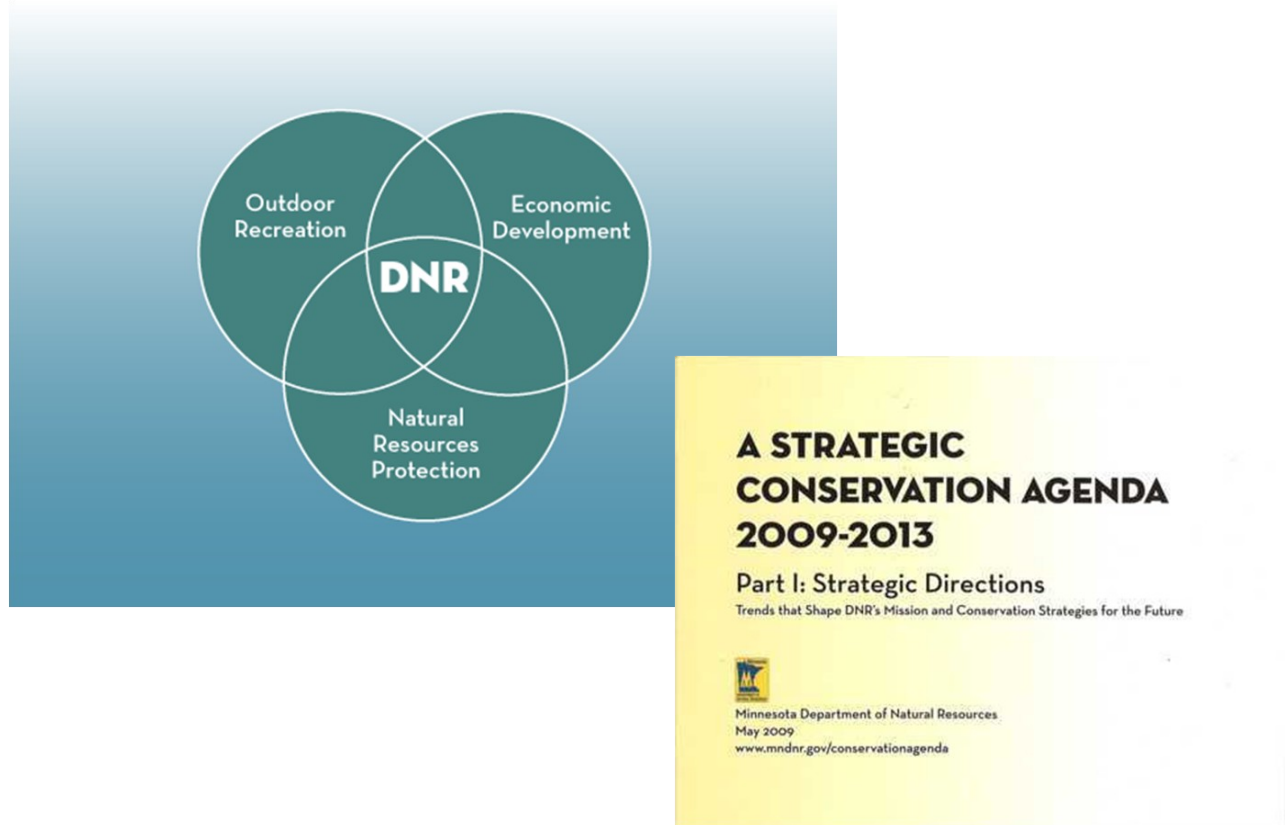 Outdoor
Recreation
Economic
Development
DNR
Natural
Resources
Protection
A STRATEGIC
CONSERVATION AGENDA
2009-2013
Part I: Strategic Directions
Trends that Shape DNR's Mission and Conservation Strategies for the Future
Minnesota Department of Natural Resources
May 2009
www.mndnr.gov/conservationagenda